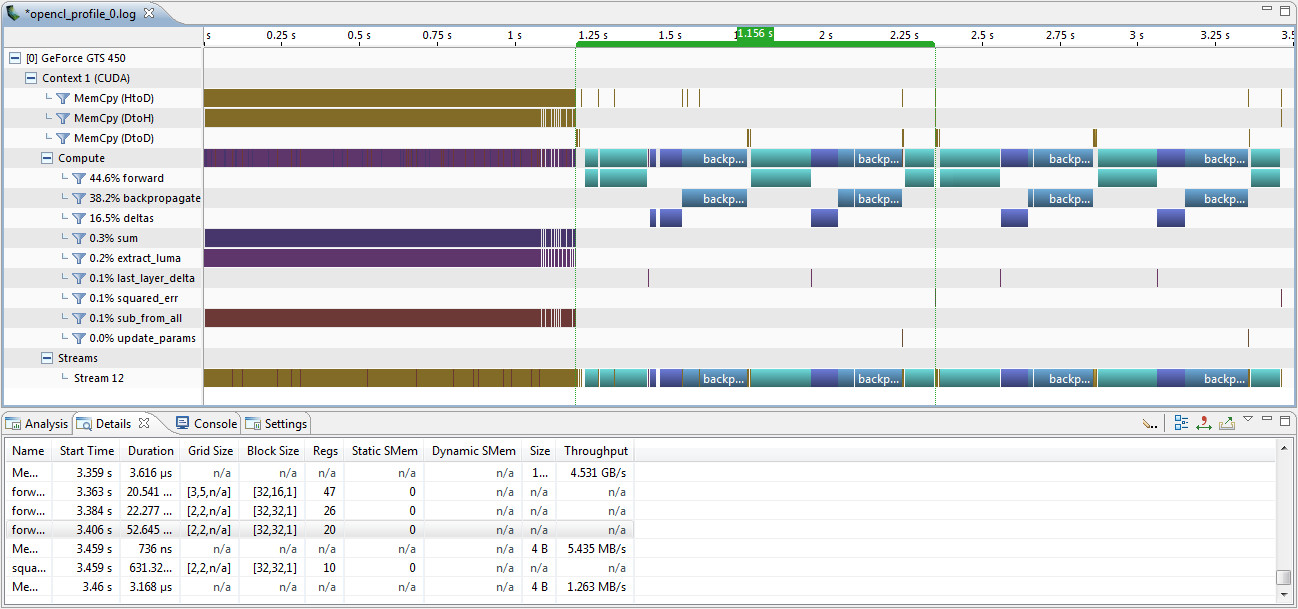 *opencl_profile_0.log
s 0.25 s 0.5 s 0.75 s 1 s 1.25 s 1.5 s 1.156 s 2 s 2.25 s 2.5 s 2.75 s 3 s 3.25 s 3.5
[0] GeForce GTS 450
Context 1 (CUDA)
MemCpy (HtoD)
MemCpy (DtoH)
MemCpy (DtoD)
Compute backp... backp... backp... backp...
44.6% forward
38.2% backpropagate backp... backp... backp... backp...
16.5% deltas
0.3% sum
0.2% extract_luma
0.1% last_layer_delta
0.1% squared_err
0.1% sub_from_all
0.0% update_params
Streams
Stream 12 backp... backp... backp... backp...
Analysis Details Console Settings
Name Start Time Duration Grid Size Block Size Regs Static SMem Dynamic SMem Size Throughput
Me... 3.359 s 3.616 µs n/a n/a n/a n/a n/a 1... 4.531 GB/s
forw... 3.363 s 20.541 ... [3,5,n/a] [32,16,1] 47 0 n/a n/a n/a
forw... 3.384 s 22.277 ... [2,2,n/a] [32,32,1] 26 0 n/a n/a n/a
forw... 3.406 s 52.645 ... [2,2,n/a] [32,32,1] 20 0 n/a n/a n/a
Me... 3.459 s 736 ns n/a n/a n/a n/a n/a 4 B 5.435 MB/s
squa... 3.459 s 631.32... [2,2,n/a] [32,32,1] 10 0 n/a n/a n/a
Me... 3.46 s 3.168 µs n/a n/a n/a n/a n/a 4 B 1.263 MB/s